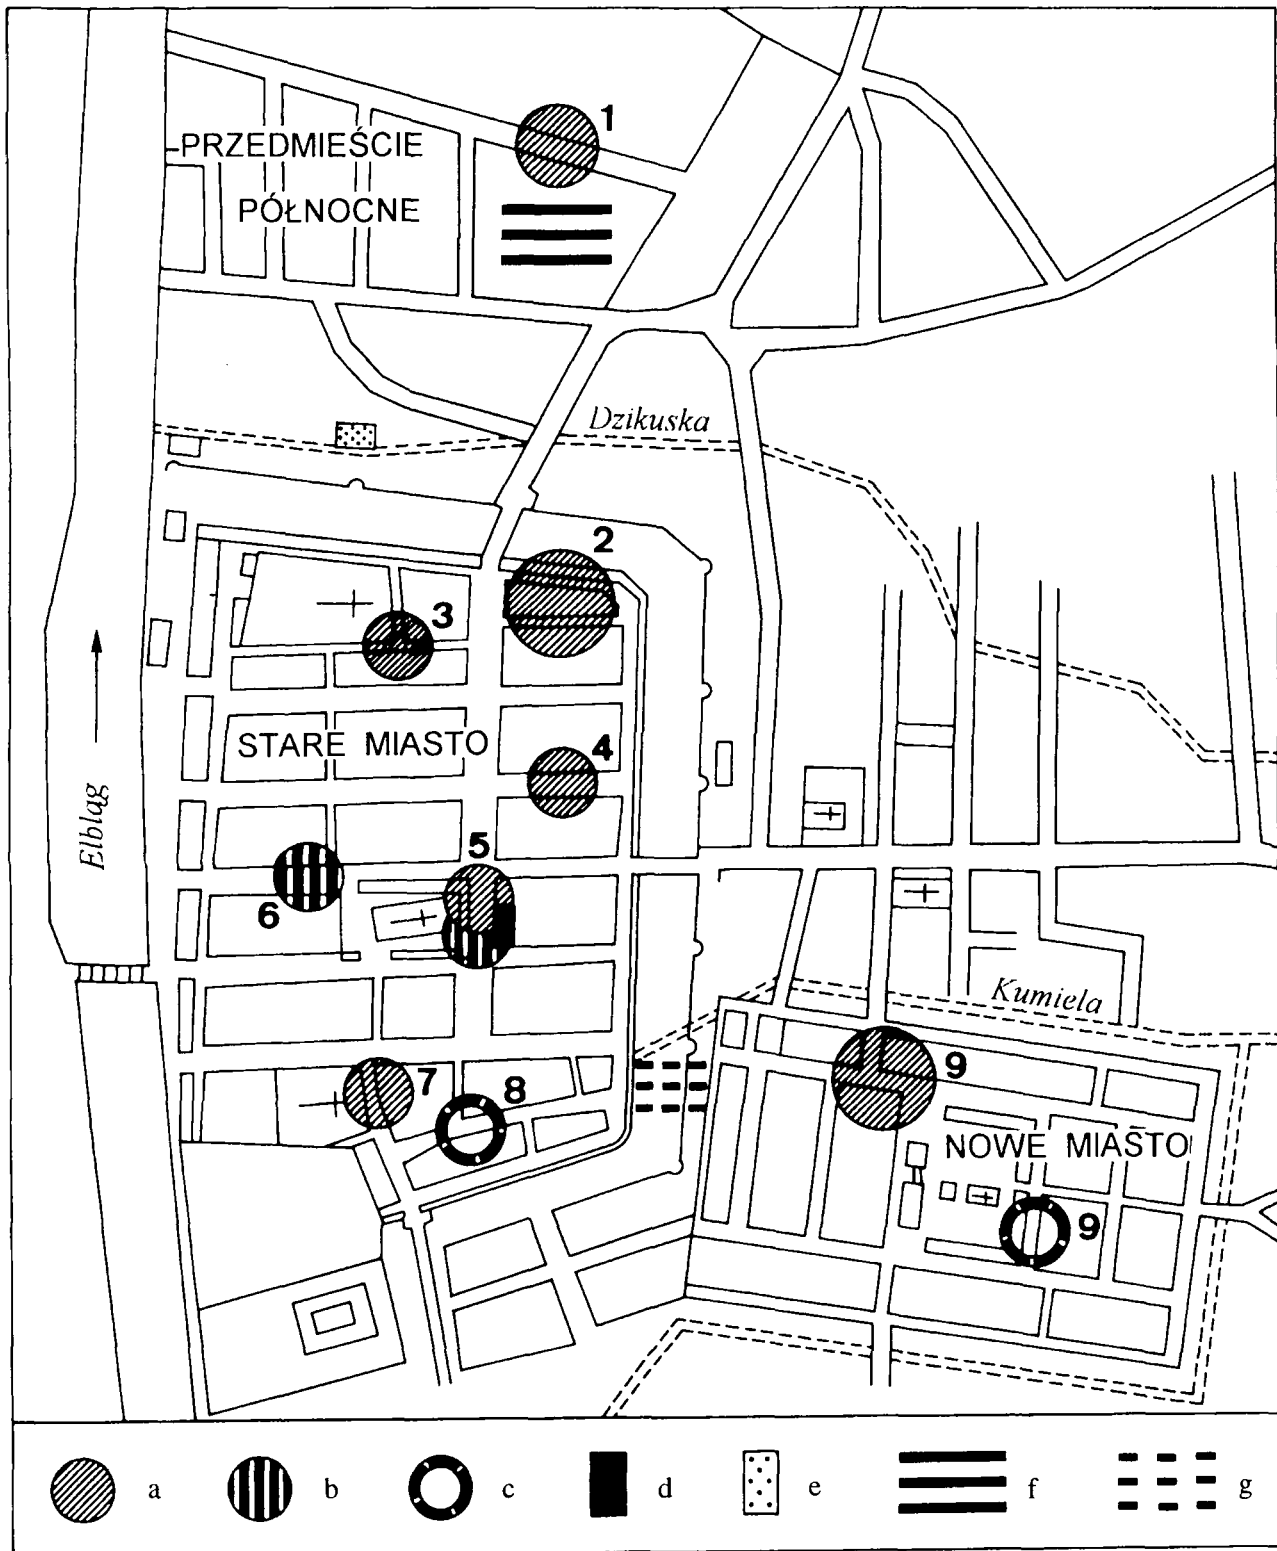 1
PRZEDMIEŚCIE
PÓŁNOCNE
Dzikuska
2
3
STARE MIASTO
4
Elbląg
5
6
Kumiela
7
8
9
NOWE MIASTO
9
a
b
c
d
e
f
g